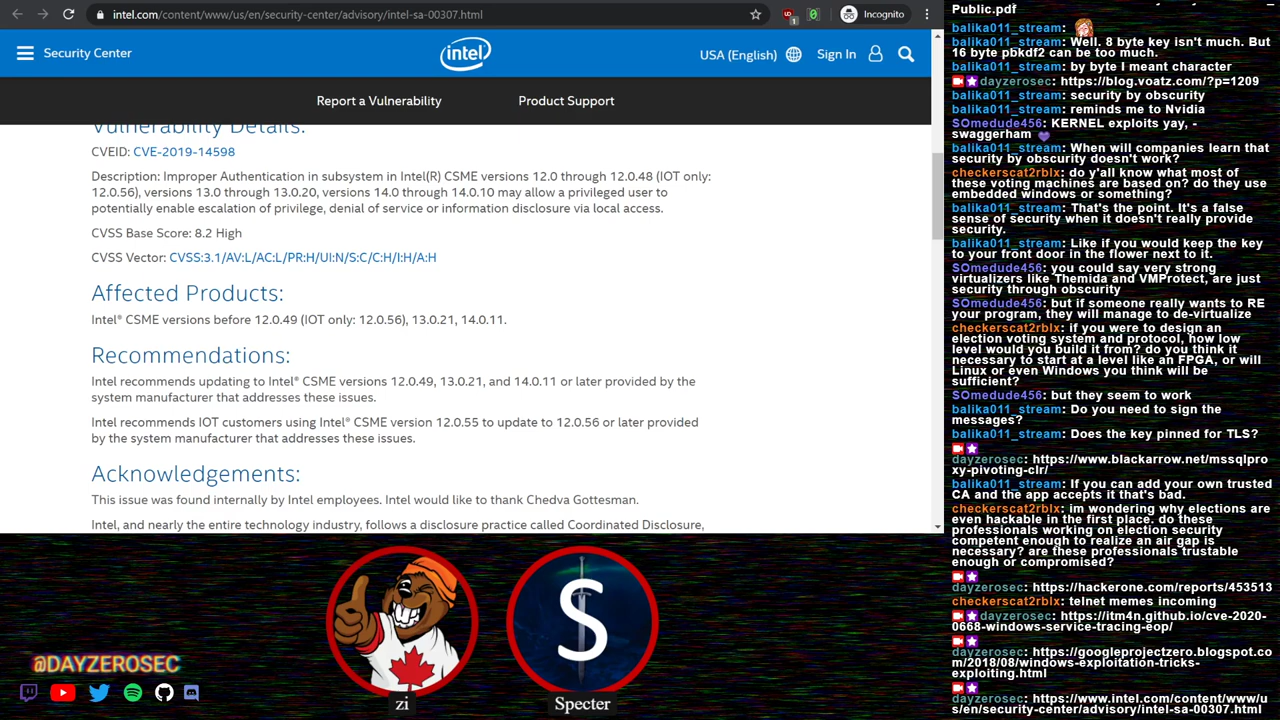 intel.com/content/www/us/en/security-center/advisory/intel-sa-00307.html
1
Incognito
Security Center
intel
USA (English)
Sign In
Report a Vulnerability
Product Support
Vulnerability Details:
CVEID: CVE-2019-14598
Description: Improper Authentication in subsystem in Intel(R) CSME versions 12.0 through 12.0.48 (IOT only:
12.0.56), versions 13.0 through 13.0.20, versions 14.0 through 14.0.10 may allow a privileged user to
potentially enable escalation of privilege, denial of service or information disclosure via local access.
CVSS Base Score: 8.2 High
CVSS Vector: CVSS:3.1/AV:L/AC:L/PR:H/UI:N/S:C/C:H/I:H/A:H
Affected Products:
Intel® CSME versions before 12.0.49 (IOT only: 12.0.56), 13.0.21, 14.0.11.
Recommendations:
Intel recommends updating to Intel® CSME versions 12.0.49, 13.0.21, and 14.0.11 or later provided by the
system manufacturer that addresses these issues.
Intel recommends IOT customers using Intel® CSME version 12.0.55 to update to 12.0.56 or later provided
by the system manufacturer that addresses these issues.
Acknowledgements:
This issue was found internally by Intel employees. Intel would like to thank Chedva Gottesman.
Intel, and nearly the entire technology industry, follows a disclosure practice called Coordinated Disclosure,
@DAYZEROSEC
zi
S
Specter
Public.pdf
balika011_stream:
balika011_stream: Well. 8 byte key isn't much. But
16 byte pbkdf2 can be too much.
balika011_stream: by byte I meant character
dayzerosec: https://blog.voatz.com/?p=1209
balika011_stream: security by obscurity
balika011_stream: reminds me to Nvidia
SOmedude456: KERNEL exploits yay, -
swaggerham
balika011_stream: When will companies learn that
security by obscurity doesn't work?
checkerscat2rblx: do y'all know what most of
these voting machines are based on? do they use
embedded windows or something?
balika011_stream: That's the point. It's a false
sense of security when it doesn't really provide
security.
balika011_stream: Like if you would keep the key
to your front door in the flower next to it.
SOmedude456: you could say very strong
virtualizers like Themida and VMProtect, are just
security through obscurity
SOmedude456: but if someone really wants to RE
your program, they will manage to de-virtualize
checkerscat2rblx: if you were to design an
election voting system and protocol, how low
level would you build it from? do you think it
necessary to start at a level like an FPGA, or will
Linux or even Windows you think will be
sufficient?
SOmedude456: but they seem to work
balika011_stream: Do you need to sign the
messages?
balika011_stream: Does the key pinned for TLS?
dayzerosec: https://www.blackarrow.net/mssqlpro
xy-pivoting-clr/
balika011_stream: If you can add your own trusted
CA and the app accepts it that's bad.
checkerscat2rblx: im wondering why elections are
even hackable in the first place. do these
professionals working on election security
competent enough to realize an air gap is
necessary? are these professionals trustable
enough or compromised?
dayzerosec: https://hackerone.com/reports/453513
checkerscat2rblx: telnet memes incoming
dayzerosec: https://itm4n.github.io/cve-2020-
0668-windows-service-tracing-eop/
dayzerosec: https://googleprojectzero.blogspot.co
m/2018/08/windows-exploitation-tricks-
exploiting.html
dayzerosec: https://www.intel.com/content/www/u
s/en/security-center/advisory/intel-sa-00307.html